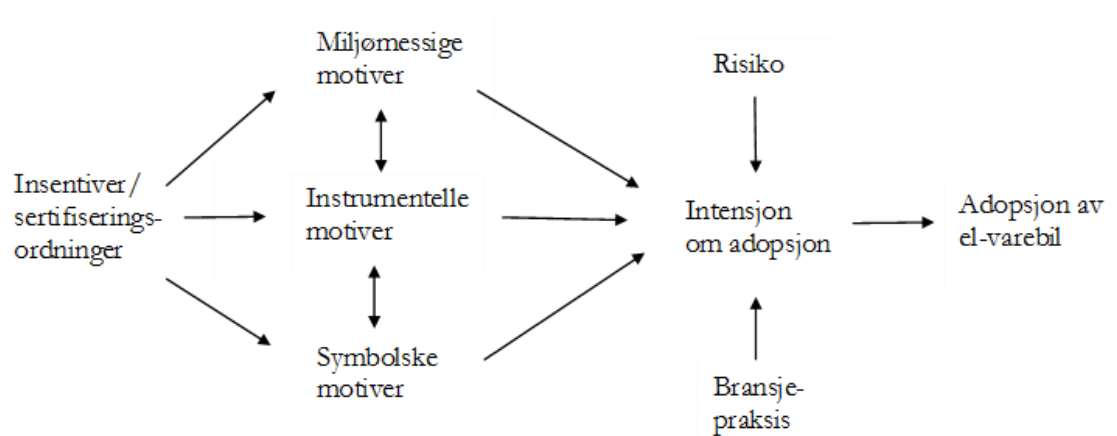 Miljømessige
motiver
Risiko
Insentiver/
sertifiserings-
ordninger
Instrumentelle
motiver
Intensjon
om adopsjon
Adopsjon av
el-varebil
Symbolske
motiver
Bransje-
praksis